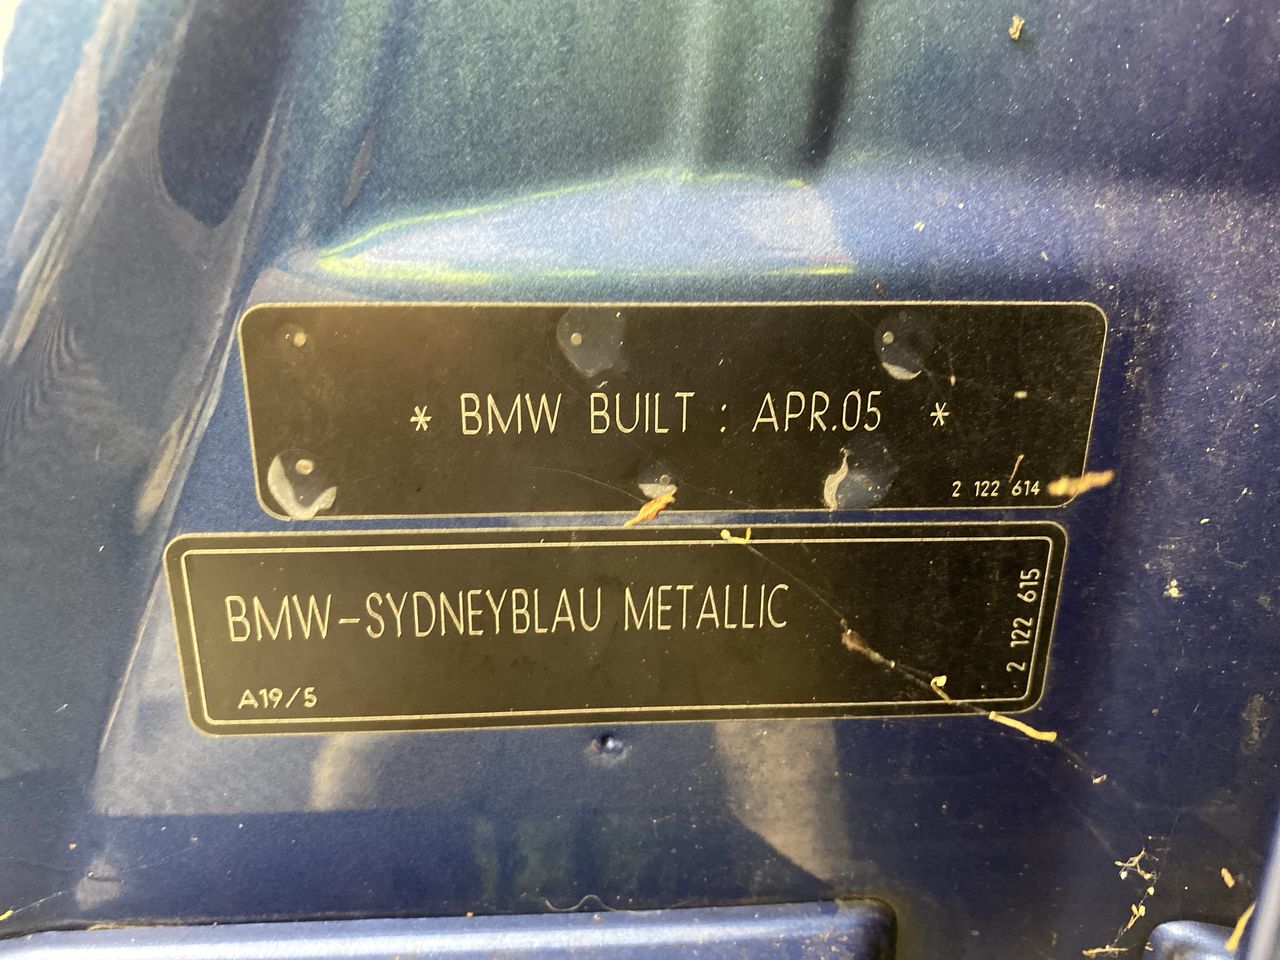 * BMW BUILT : APR.05 *
2 122 614
BMW-SYDNEYBLAU METALLIC
A19/5
2 122 615